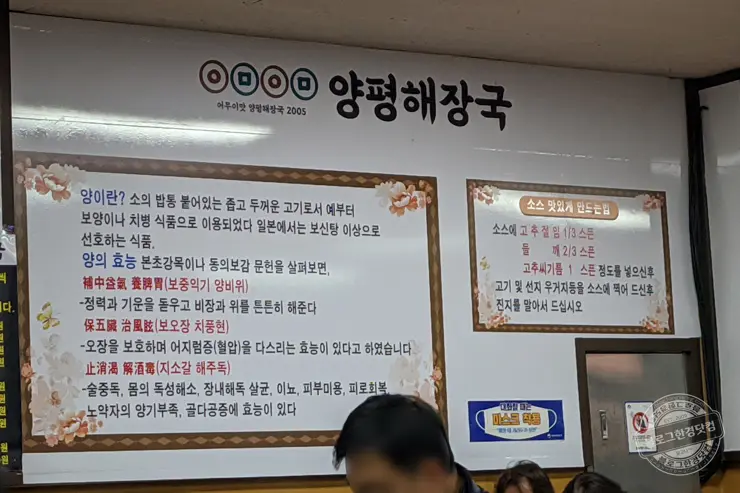 어무이맛 양평해장국 2005
양평해장국
양이란? 소의 밥통 붙어있는 좁고 두꺼운 고기로서 예부터
보양이나 치병 식품으로 이용되었다 일본에서는 보신탕 이상으로
선호하는 식품.
양의 효능 본초강목이나 동의보감 문헌을 살펴보면,
補中益氣 養脾胃(보중익기 양비위)
-정력과 기운을 돋우고 비장과 위를 튼튼히 해준다
保五臟 治風眩(보오장 치풍현)
-오장을 보호하며 어지럼증(혈압)을 다스리는 효능이 있다고 하였습니다
止消渴 解酒毒(지소갈 해주독)
-술중독, 몸의 독성해소, 장내해독 살균, 이뇨, 피부미용, 피로회복
노약자의 양기부족, 골다공증에 효능이 있다
소스 맛있게 만드는법
소스에 고추절임 1/3 스픈
들 깨 2/3 스픈
고추씨기름 1 스픈 정도를 넣으신후
고기 및 선지 우거지등을 소스에 찍어 드신후
진지를 말아서 드십시오
대화할 때는
마스크 착용
로그한경닷컴